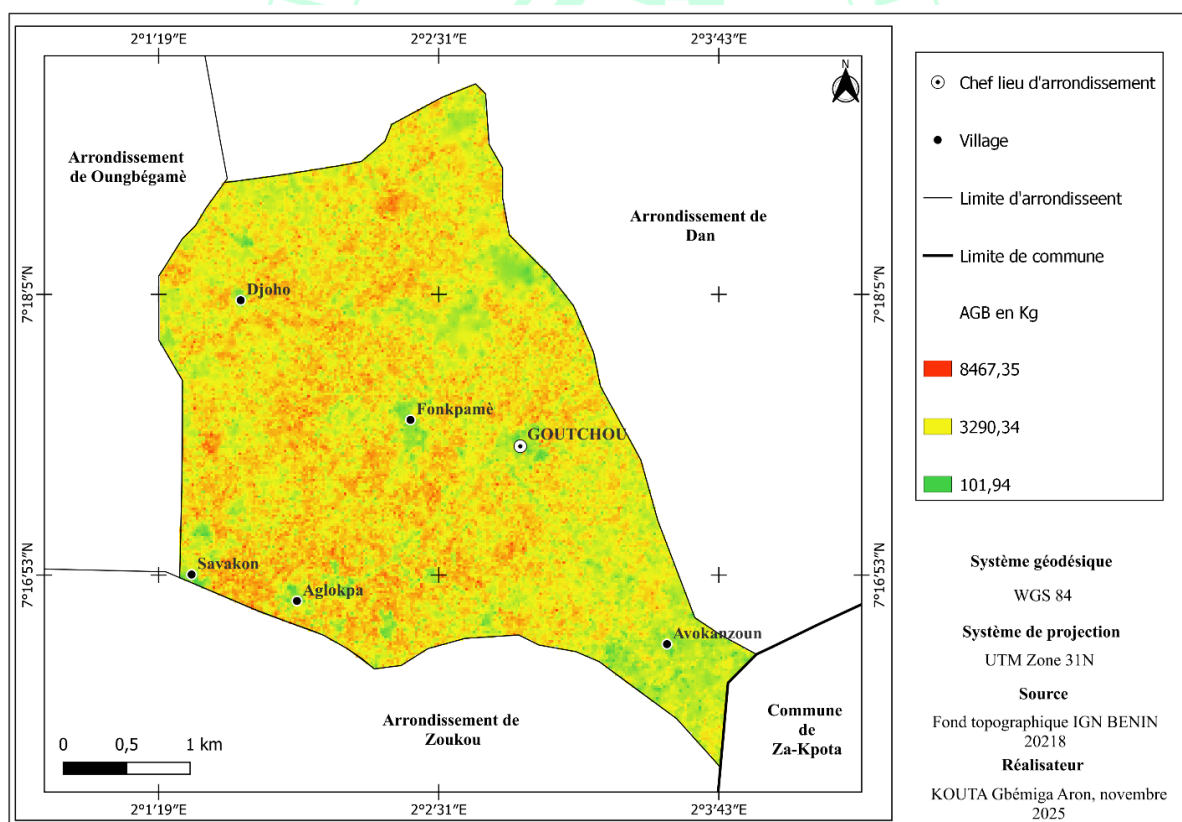 2°1'19"E
2°2'31"E
2°3'43"E
N
Arrondissement
de Oungbégamè
Arrondissement de
Dan
7°18'5"N
7°18'5"N
Djoho
Fonkpamè
GOUTCHOU
7°16'53"N
7°16'53"N
Savakon
Aglokpa
Avokanzoun
Arrondissement de
Zoukou
Commune
de
Za-Kpota
0 0,5 1 km
2°1'19"E
2°2'31"E
2°3'43"E
Chef lieu d'arrondissement
Village
Limite d'arrondisseent
Limite de commune
AGB en Kg
8467,35
3290,34
101,94
Système géodésique
WGS 84
Système de projection
UTM Zone 31N
Source
Fond topographique IGN BENIN
20218
Réalisateur
KOUTA Gbémiga Aron, novembre
2025